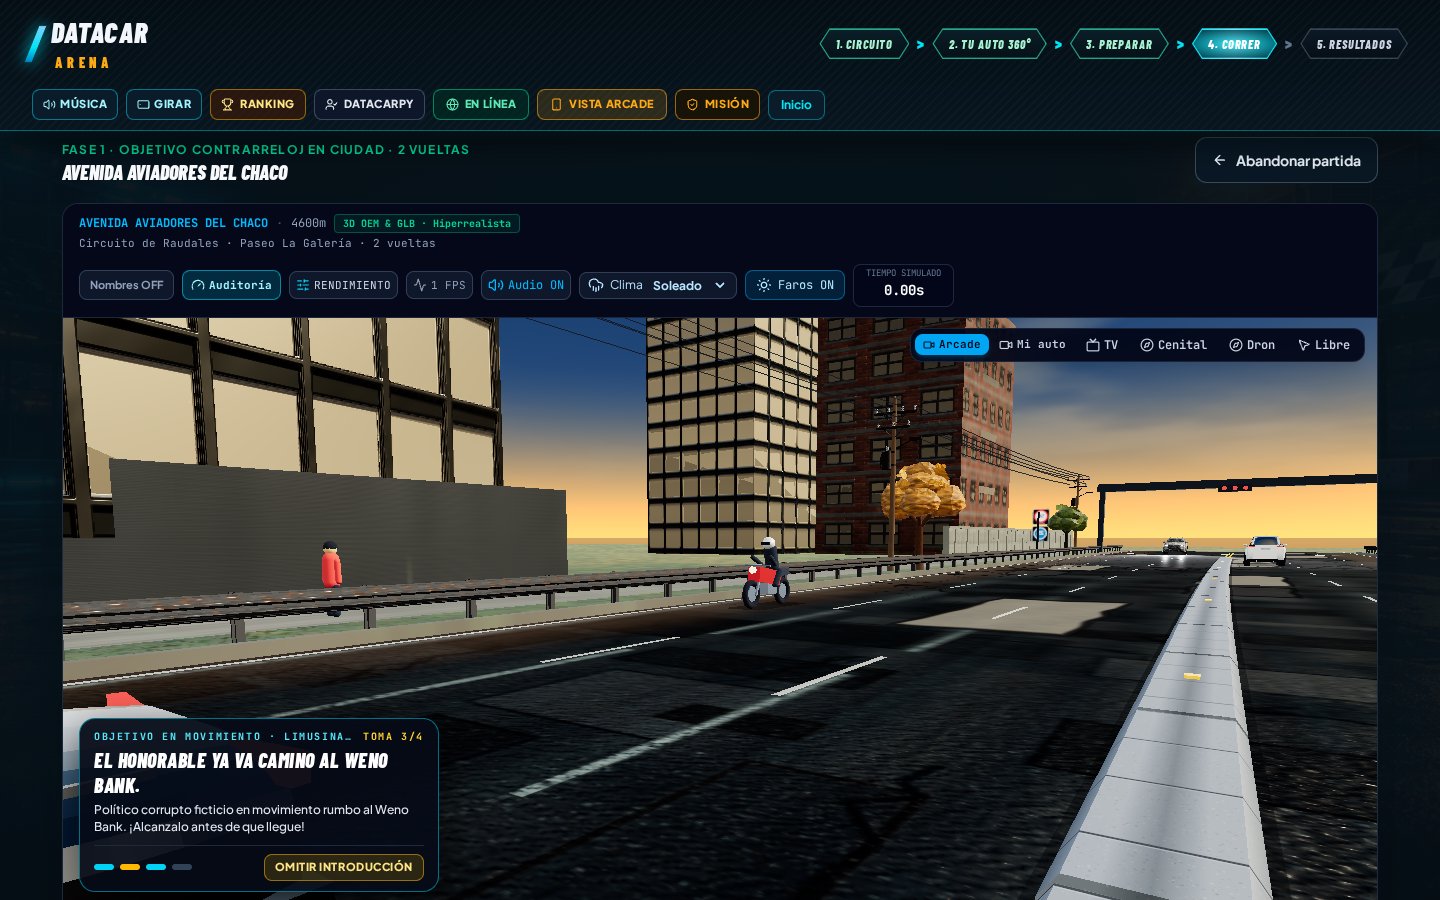 DATACAR
ARENA
1. CIRCUITO > 2. TU AUTO 360° > 3. PREPARAR > 4. CORRER > 5. RESULTADOS
MÚSICA GIRAR RANKING DATACARPY EN LÍNEA VISTA ARCADE MISIÓN Inicio
FASE 1 · OBJETIVO CONTRARRELOJ EN CIUDAD · 2 VUELTAS
AVENIDA AVIADORES DEL CHACO
← Abandonar partida
AVENIDA AVIADORES DEL CHACO · 4600m 3D OEM & GLB · Hiperrealista
Circuito de Raudales · Paseo La Galería · 2 vueltas
Nombres OFF Auditoría RENDIMIENTO 1 FPS Audio ON Clima Soleado Faros ON
TIEMPO SIMULADO
0.00s
Arcade Mi auto TV Cenital Dron Libre
OBJETIVO EN MOVIMIENTO · LIMUSINA… TOMA 3/4
EL HONORABLE YA VA CAMINO AL WENO
BANK.
Político corrupto ficticio en movimiento rumbo al Weno
Bank. ¡Alcanzalo antes de que llegue!
OMITIR INTRODUCCIÓN